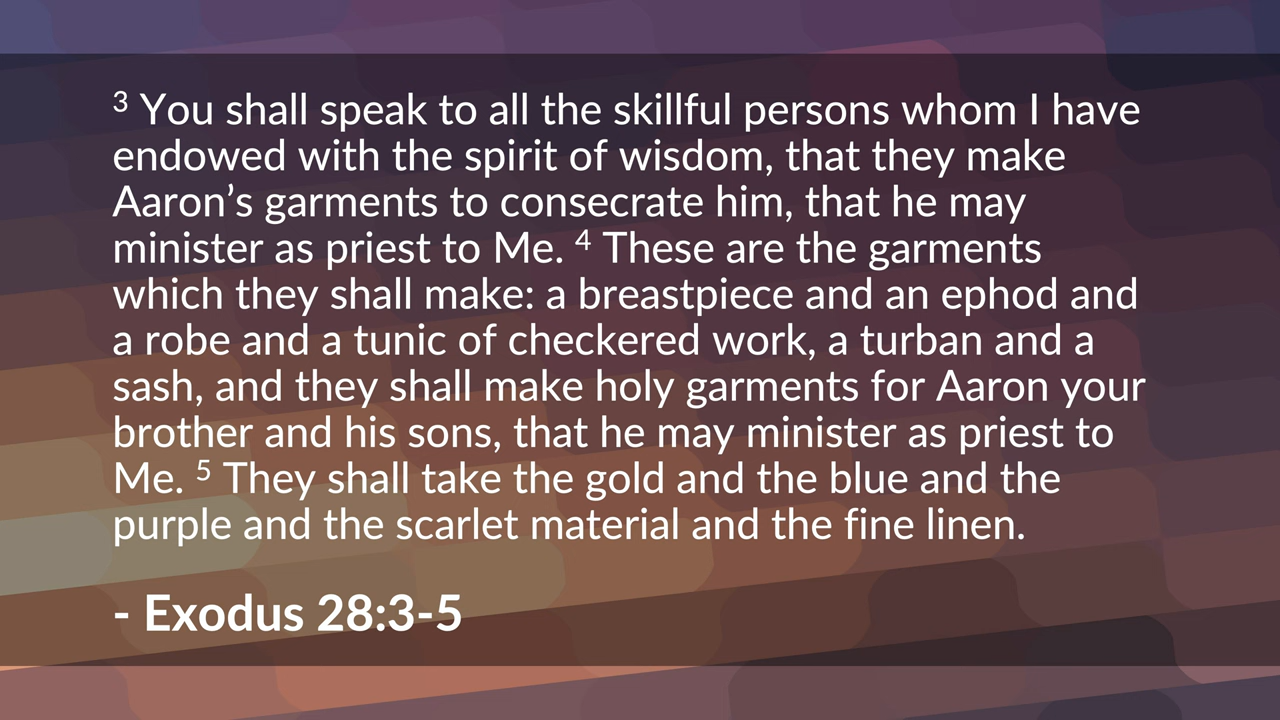 3 You shall speak to all the skillful persons whom I have
endowed with the spirit of wisdom, that they make
Aaron’s garments to consecrate him, that he may
minister as priest to Me. 4 These are the garments
which they shall make: a breastpiece and an ephod and
a robe and a tunic of checkered work, a turban and a
sash, and they shall make holy garments for Aaron your
brother and his sons, that he may minister as priest to
Me. 5 They shall take the gold and the blue and the
purple and the scarlet material and the fine linen.
- Exodus 28:3-5